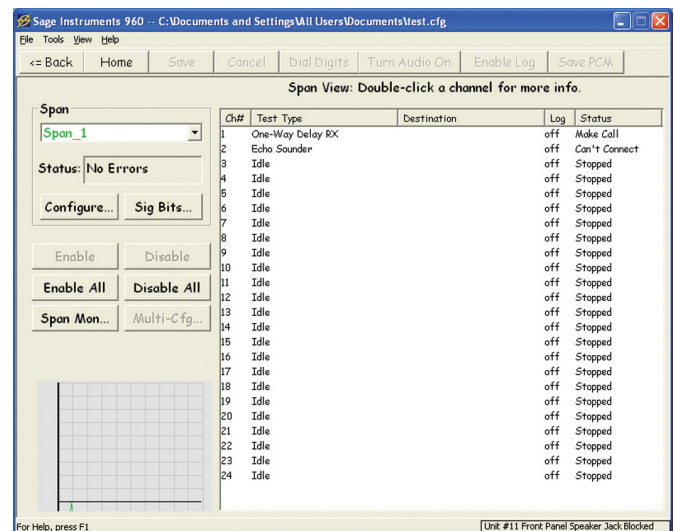 Sage Instruments 960 -- C:\Documents and Settings\All Users\Documents\test.cfg
File Tools View Help
<= Back Home Save Cancel Dial Digits Turn Audio On Enable Log Save PCM
Span View: Double-click a channel for more info.
Span
Span_1
Status: No Errors
Configure... Sig Bits...
Enable Disable
Enable All Disable All
Span Mon... Multi-Cfg...
Ch# Test Type Destination Log Status
1 One-Way Delay RX off Make Call
2 Echo Sounder off Can't Connect
3 Idle off Stopped
4 Idle off Stopped
5 Idle off Stopped
6 Idle off Stopped
7 Idle off Stopped
8 Idle off Stopped
9 Idle off Stopped
10 Idle off Stopped
11 Idle off Stopped
12 Idle off Stopped
13 Idle off Stopped
14 Idle off Stopped
15 Idle off Stopped
16 Idle off Stopped
17 Idle off Stopped
18 Idle off Stopped
19 Idle off Stopped
20 Idle off Stopped
21 Idle off Stopped
22 Idle off Stopped
23 Idle off Stopped
24 Idle off Stopped
For Help, press F1 Unit #11 Front Panel Speaker Jack Blocked